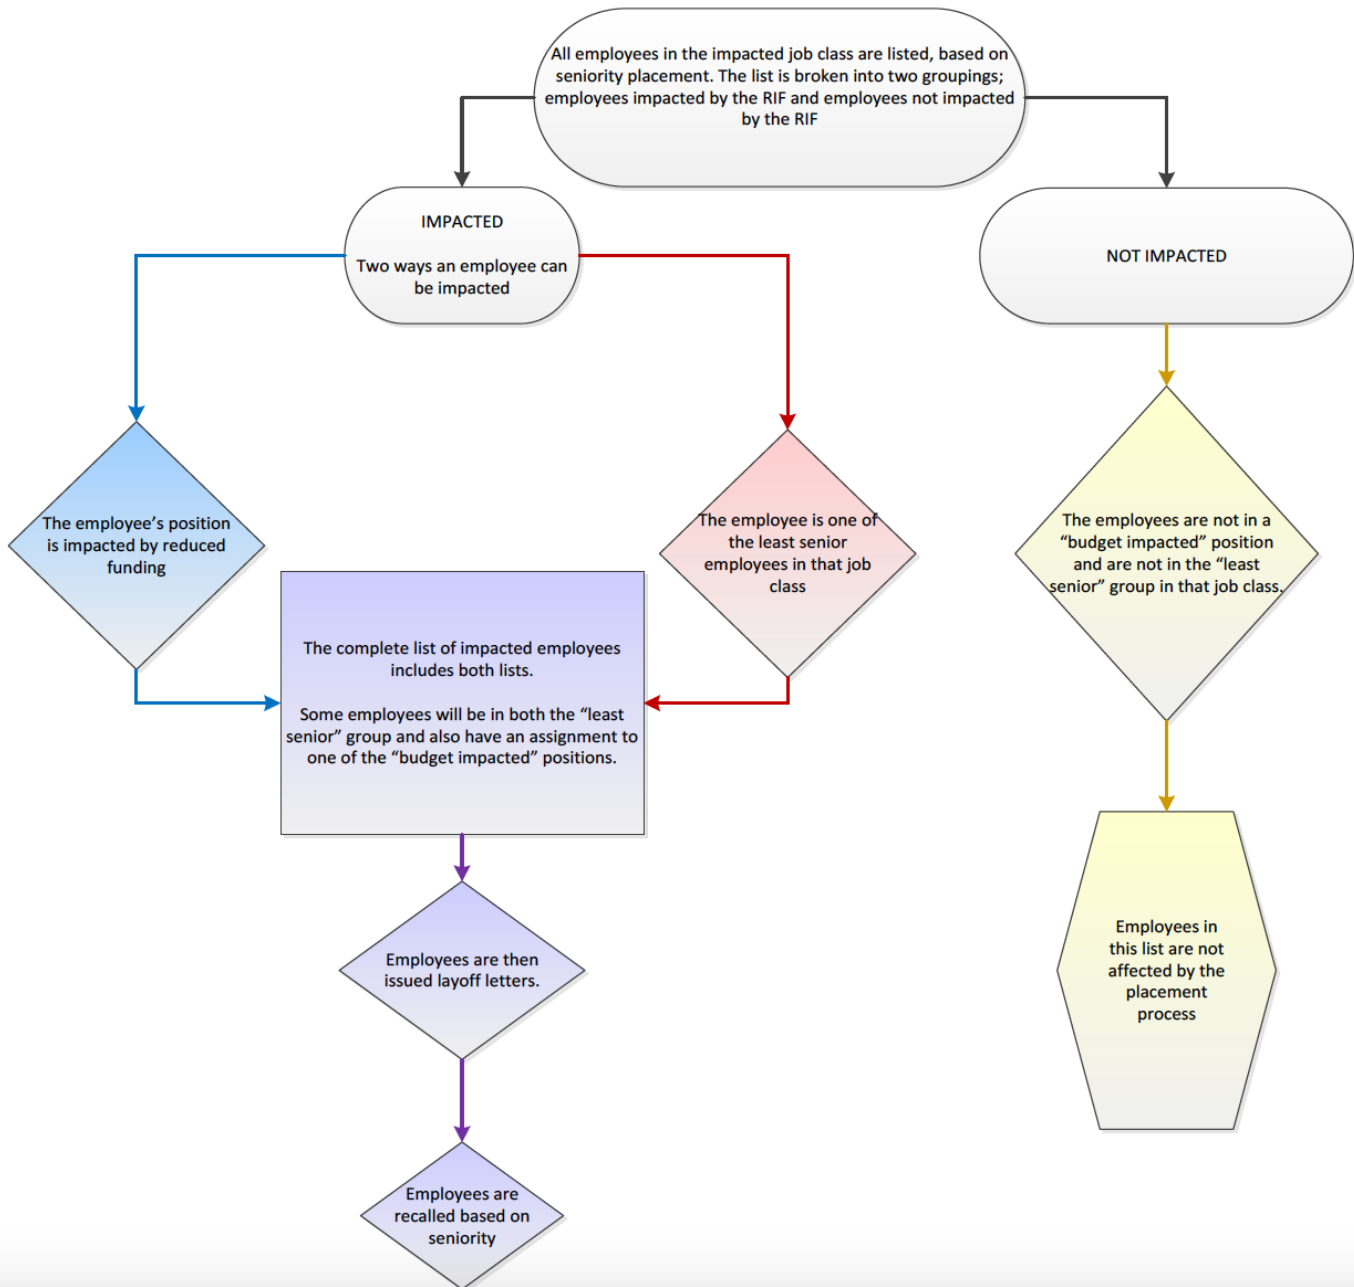 All employees in the impacted job class are listed, based on
seniority placement. The list is broken into two groupings;
employees impacted by the RIF and employees not impacted
by the RIF
IMPACTED
Two ways an employee can
be impacted
NOT IMPACTED
The employee’s position
is impacted by reduced
funding
The employee is one of
the least senior
employees in that job
class
The employees are not in a
“budget impacted” position
and are not in the “least
senior” group in that job class.
The complete list of impacted employees
includes both lists.
Some employees will be in both the “least
senior” group and also have an assignment to
one of the “budget impacted” positions.
Employees are then
issued layoff letters.
Employees in
this list are not
affected by the
placement
process
Employees are
recalled based on
seniority